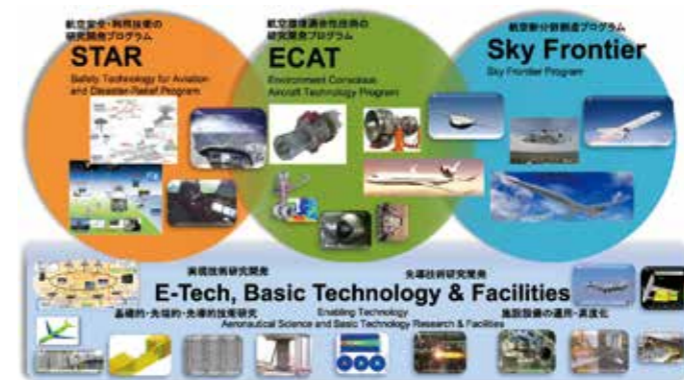 航空安全・利用技術の
研究開発プログラム
STAR
Safety Technology for Aviation
and Disaster-Relief Program
航空環境適合性技術の
研究開発プログラム
ECAT
Environment Conscious
Aircraft Technology Program
航空新分野創造プログラム
Sky Frontier
Sky Frontier Program
実現技術研究開発
先導技術研究開発
E-Tech, Basic Technology & Facilities
基礎的・先端的・先導的技術研究
Enabling Technology
施設設備の運用・高度化
Aeronautical Science and Basic Technology Research & Facilities